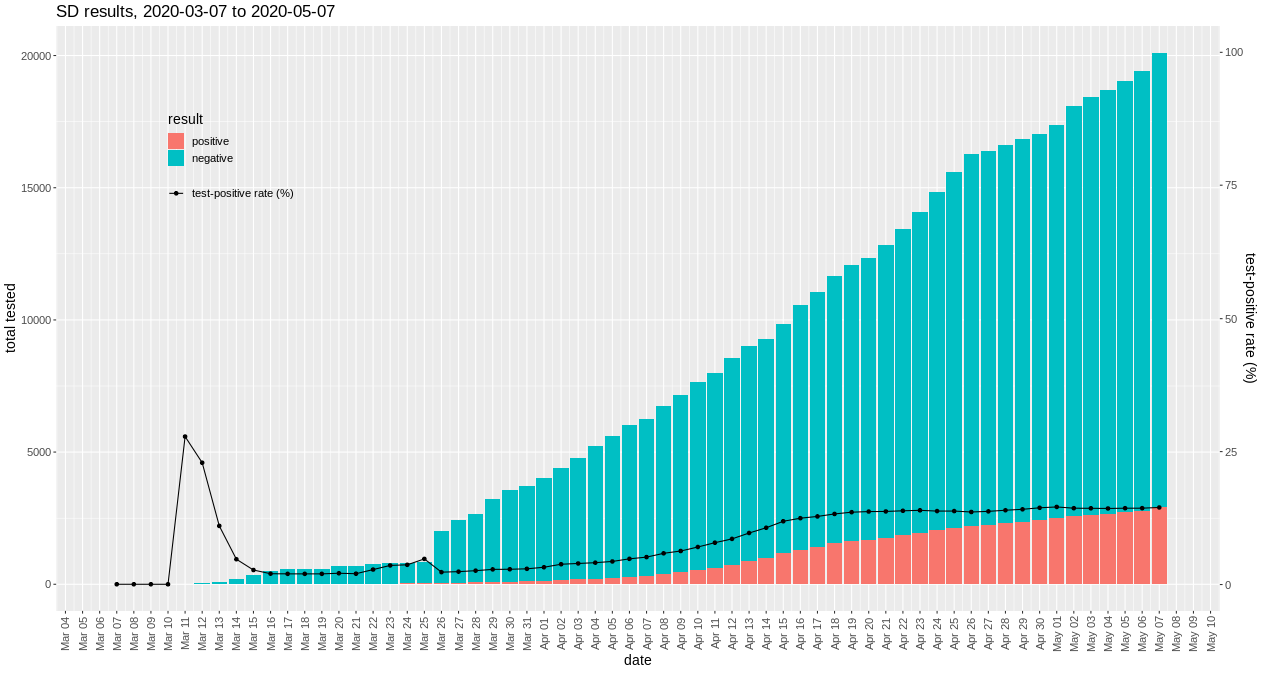 SD results, 2020-03-07 to 2020-05-07
result
positive
negative
test-positive rate (%)
total tested
20000
15000
10000
5000
0
100
75
50
25
0
test-positive rate (%)
Mar 04
Mar 05
Mar 06
Mar 07
Mar 08
Mar 09
Mar 10
Mar 11
Mar 12
Mar 13
Mar 14
Mar 15
Mar 16
Mar 17
Mar 18
Mar 19
Mar 20
Mar 21
Mar 22
Mar 23
Mar 24
Mar 25
Mar 26
Mar 27
Mar 28
Mar 29
Mar 30
Mar 31
Apr 01
Apr 02
Apr 03
Apr 04
Apr 05
Apr 06
Apr 07
Apr 08
Apr 09
Apr 10
Apr 11
Apr 12
Apr 13
Apr 14
Apr 15
Apr 16
Apr 17
Apr 18
Apr 19
Apr 20
Apr 21
Apr 22
Apr 23
Apr 24
Apr 25
Apr 26
Apr 27
Apr 28
Apr 29
Apr 30
May 01
May 02
May 03
May 04
May 05
May 06
May 07
May 08
May 09
May 10
date